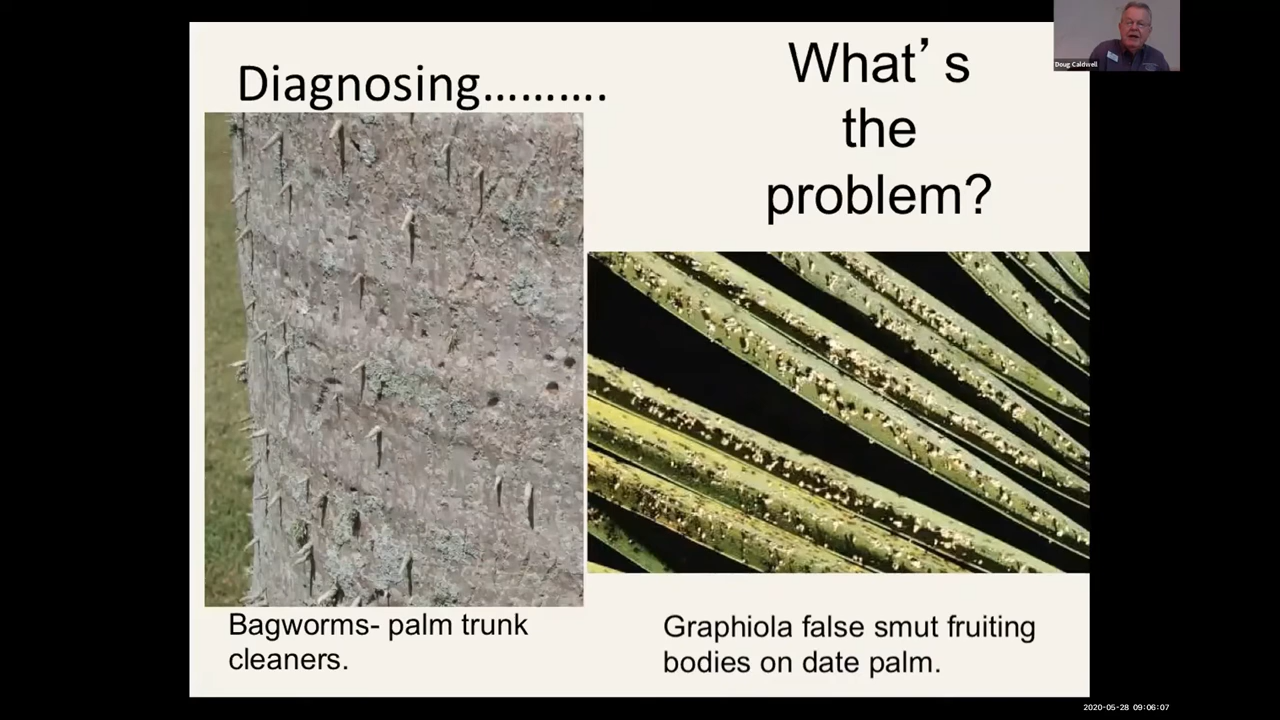 Diagnosing……….
What’s
the
problem?
Doug Caldwell
Bagworms- palm trunk
cleaners.
Graphiola false smut fruiting
bodies on date palm.
2020-05-28 09:06:07